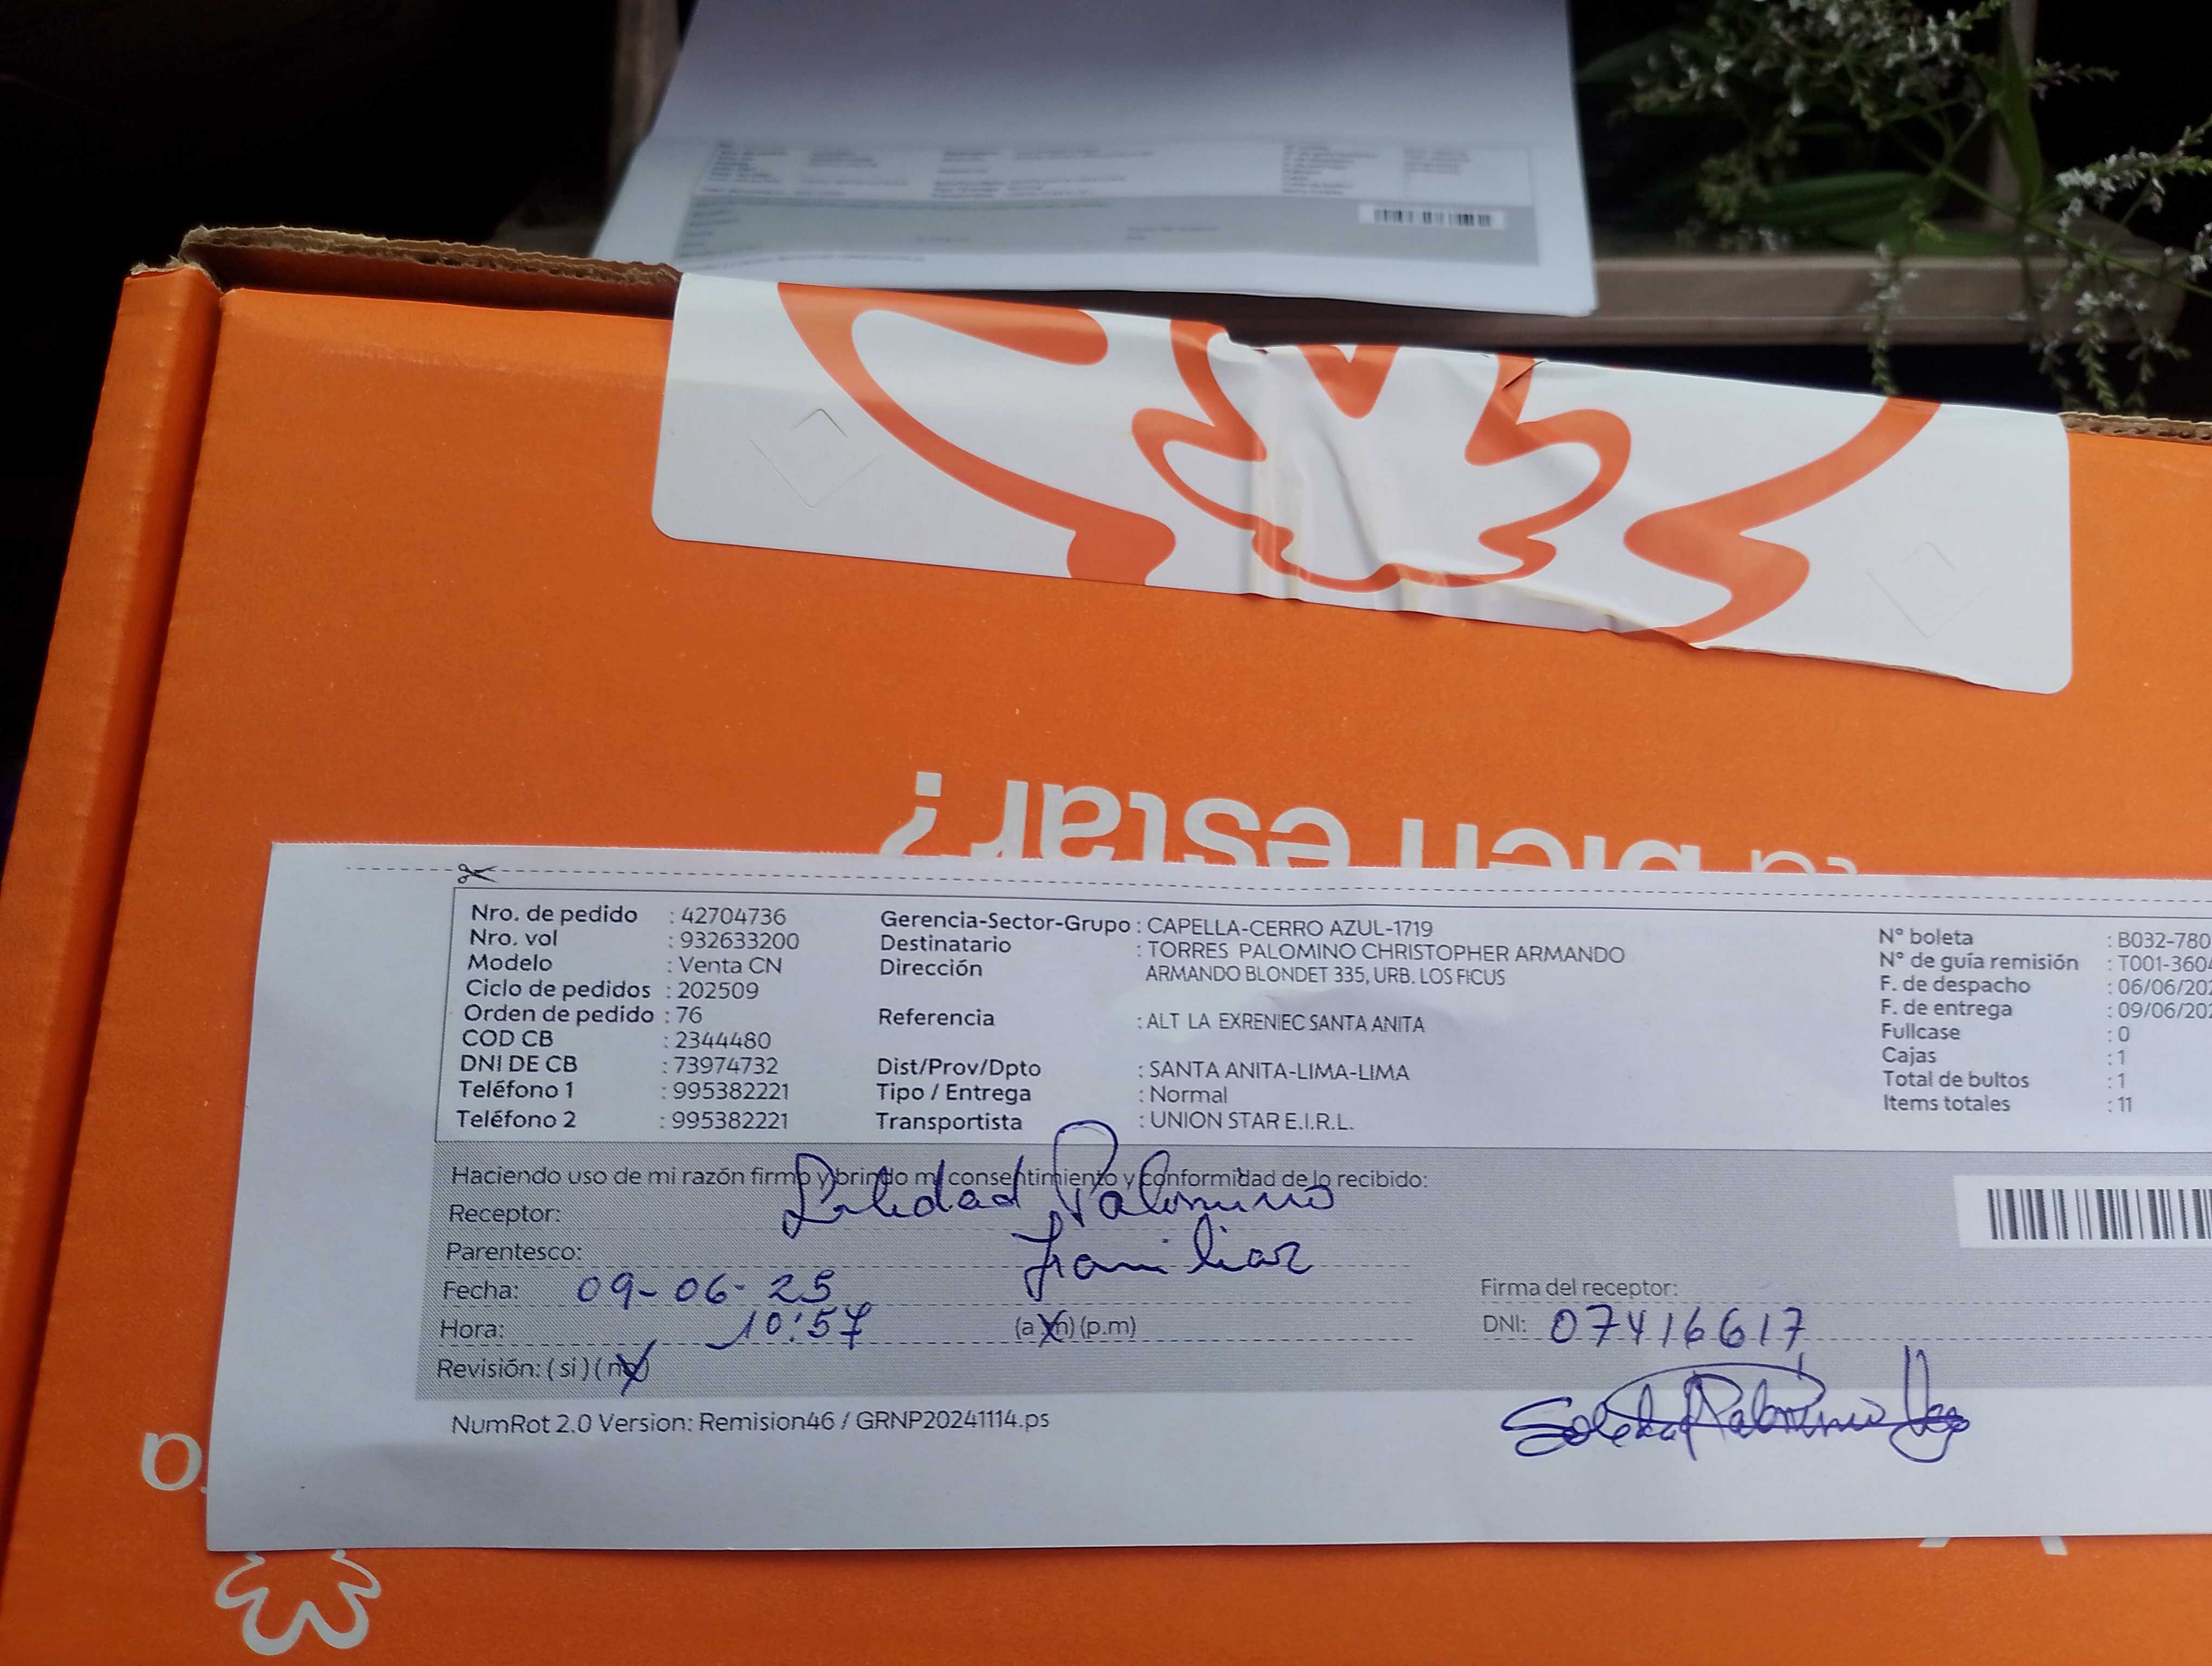 ta bien estar?
Nro. de pedido : 42704736
Nro. vol : 932633200
Modelo : Venta CN
Ciclo de pedidos : 202509
Orden de pedido : 76
COD CB : 2344480
DNI DE CB : 73974732
Teléfono 1 : 995382221
Teléfono 2 : 995382221
Gerencia-Sector-Grupo : CAPELLA-CERRO AZUL-1719
Destinatario : TORRES PALOMINO CHRISTOPHER ARMANDO
Dirección ARMANDO BLONDET 335, URB. LOS FICUS
Referencia : ALT LA EXRENIEC SANTA ANITA
Dist/Prov/Dpto : SANTA ANITA-LIMA-LIMA
Tipo / Entrega : Normal
Transportista : UNION STAR E.I.R.L.
N° boleta : B032-780
N° de guía remisión : T001-360
F. de despacho : 06/06/202
F. de entrega : 09/06/202
Fullcase : 0
Cajas : 1
Total de bultos : 1
Items totales : 11
Haciendo uso de mi razón firmo y brindo mi consentimiento y conformidad de lo recibido:
Receptor: Soledad Palomino
Parentesco: Familiar
Fecha: 09-06-25
Hora: 10:57 (a.m) (p.m)
Revisión: (si) (no)
Firma del receptor:
DNI: 07416617
Soledad Palomino
NumRot 2.0 Version: Remision46 / GRNP20241114.ps